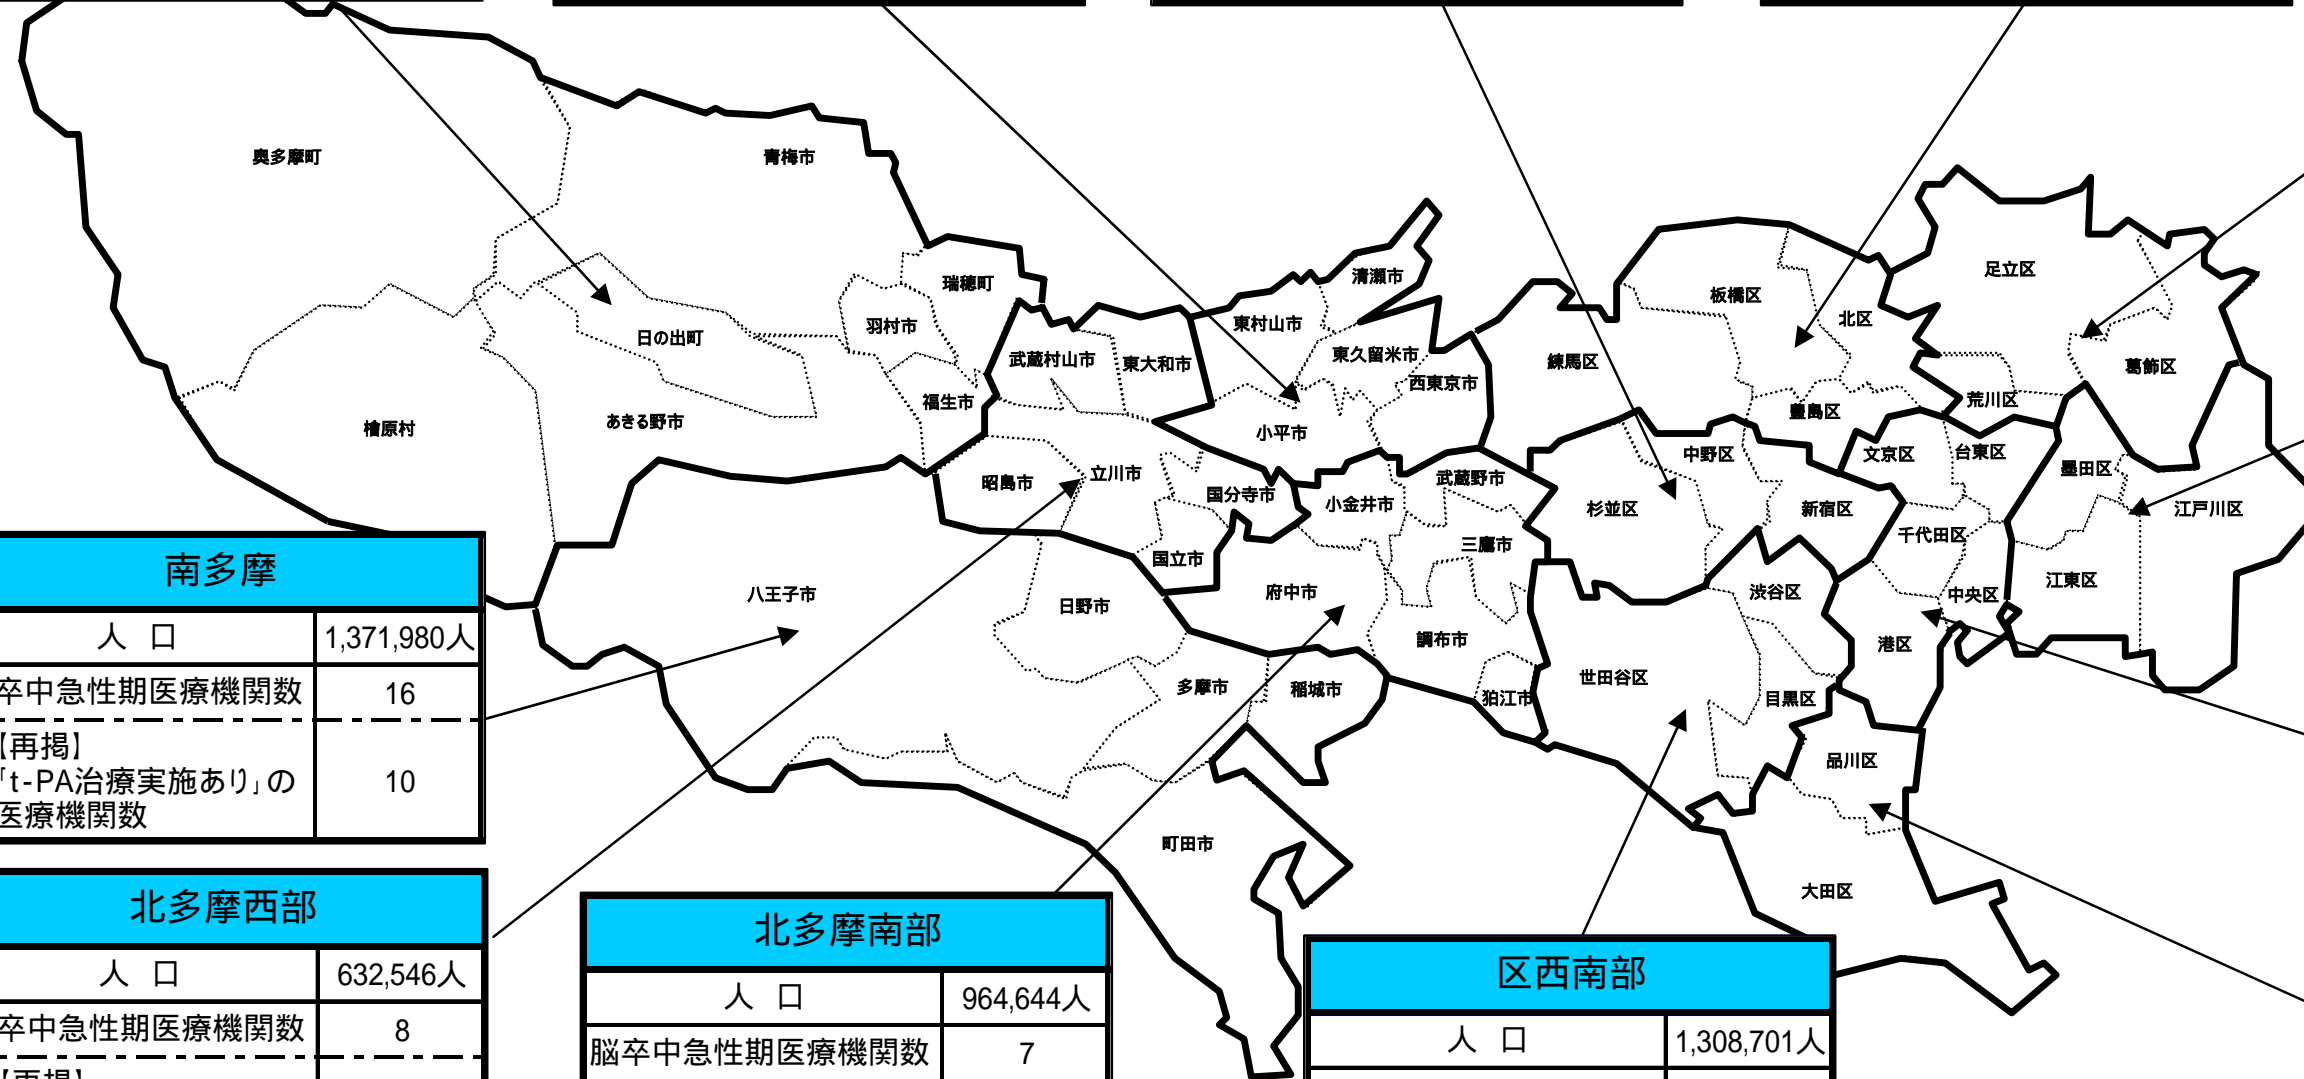 奥多摩町
青梅市
瑞穂町
羽村市
日の出町
福生市
あきる野市
檜原村
武蔵村山市
東大和市
東村山市
清瀬市
東久留米市
西東京市
小平市
昭島市
立川市
国分寺市
国立市
小金井市
武蔵野市
三鷹市
府中市
調布市
狛江市
八王子市
日野市
多摩市
稲城市
町田市
練馬区
板橋区
北区
豊島区
足立区
葛飾区
荒川区
中野区
杉並区
新宿区
文京区
台東区
墨田区
江戸川区
江東区
千代田区
中央区
港区
渋谷区
世田谷区
目黒区
品川区
大田区
南多摩
人 口 1,371,980人
卒中急性期医療機関数 16
【再掲】
「t-PA治療実施あり」の
医療機関数 10
北多摩西部
人 口 632,546人
卒中急性期医療機関数 8
【再掲】
北多摩南部
人 口 964,644人
脳卒中急性期医療機関数 7
区西南部
人 口 1,308,701人